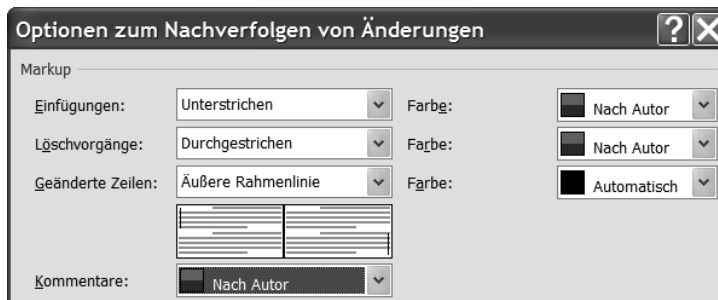 Optionen zum Nachverfolgen von Änderungen ? X
Markup
Einfügungen: Unterstrichen Farbe: Nach Autor
Löschvorgänge: Durchgestrichen Farbe: Nach Autor
Geänderte Zeilen: Äußere Rahmenlinie Farbe: Automatisch
Kommentare: Nach Autor